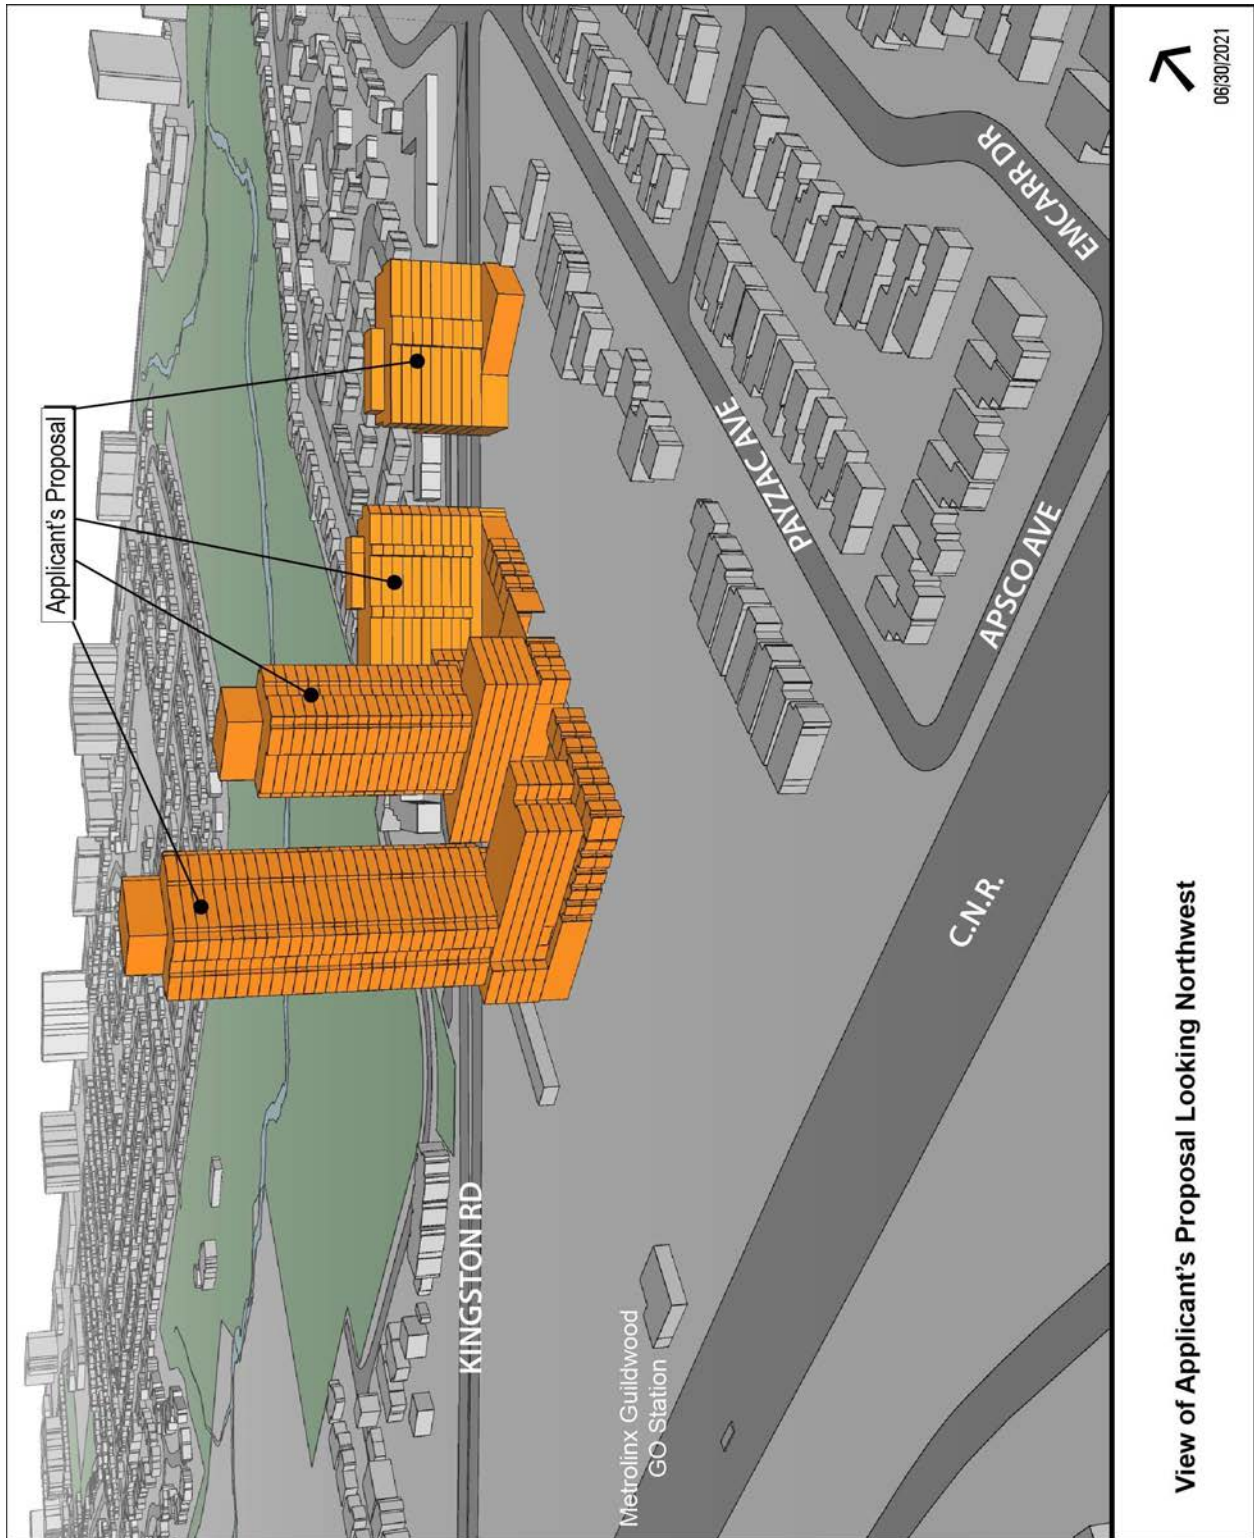 Applicant's Proposal
KINGSTON RD
Metrolinx Guildwood
GO Station
PAYZAC AVE
EMCARR DR
APSCO AVE
C.N.R.
View of Applicant's Proposal Looking Northwest
06/30/2021